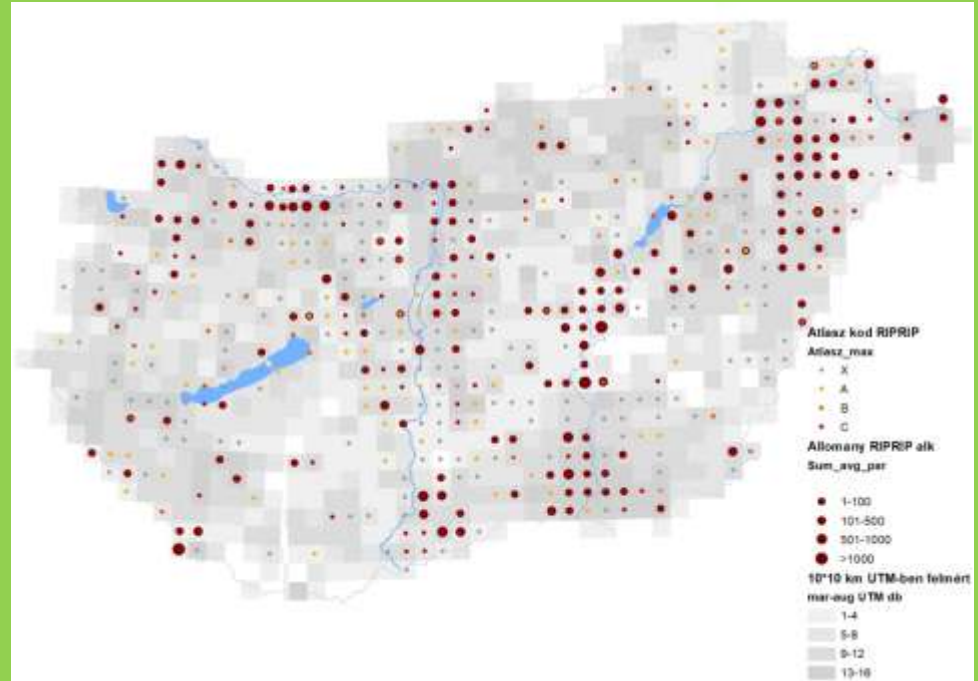 Atlasz kod RIPRIP
Atlasz_max
X
A
B
C
Allomany RIPRIP alk
Sum_avg_par
1-100
101-500
501-1000
>1000
10*10 km UTM-ben felmért
mar-aug UTM db
1-4
5-8
9-12
13-16